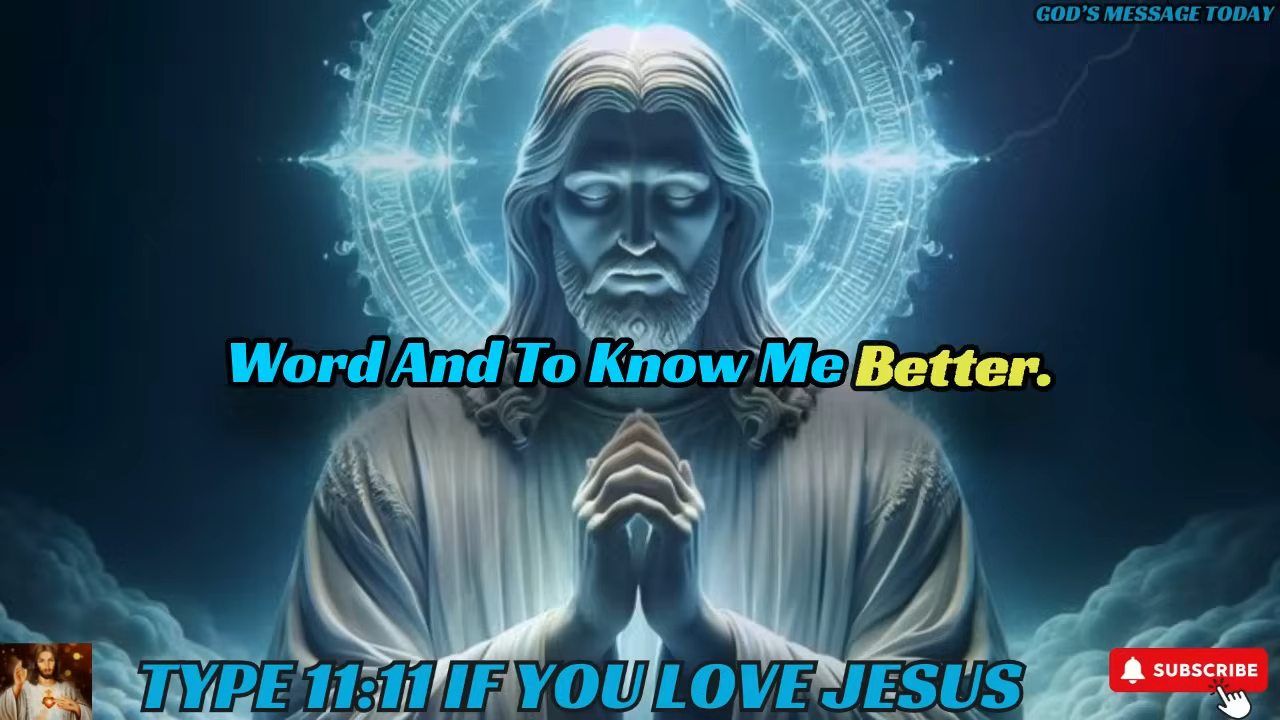 GOD'S MESSAGE TODAY
Word And To Know Me Better.
TYPE 11:11 IF YOU LOVE JESUS
SUBSCRIBE